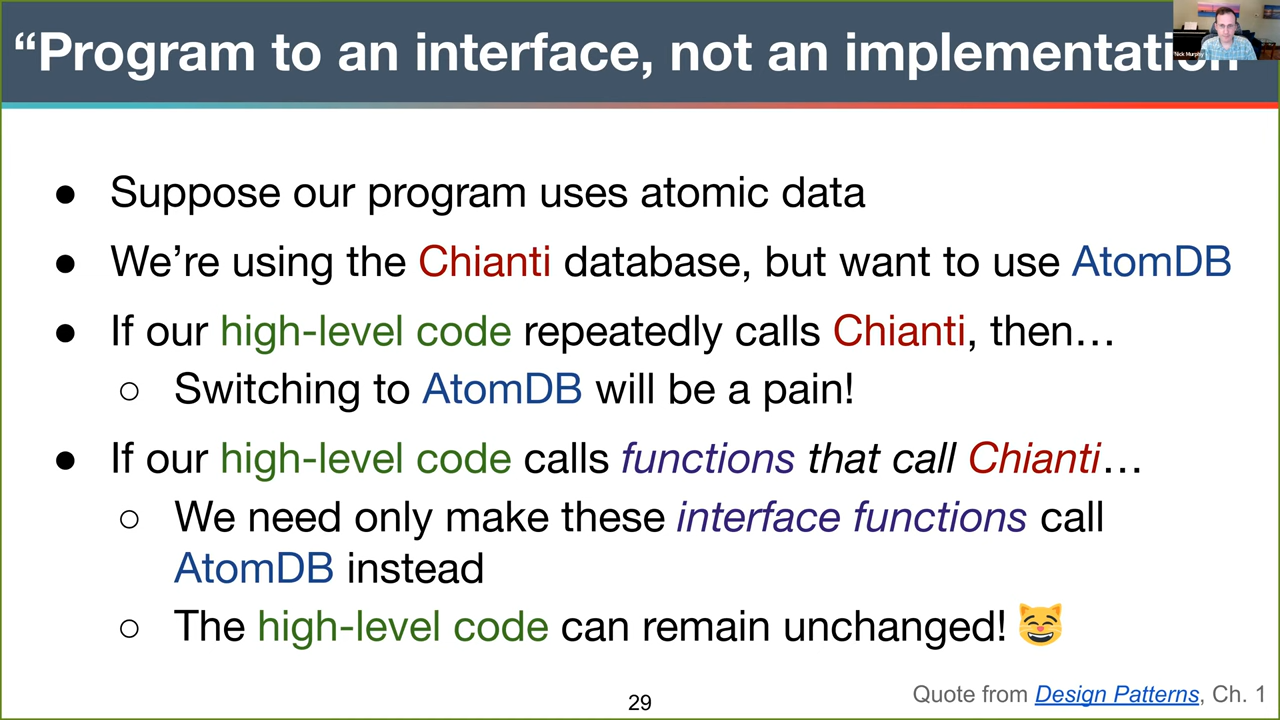 “Program to an interface, not an implementation
Nick Murphy
● Suppose our program uses atomic data
● We’re using the Chianti database, but want to use AtomDB
● If our high-level code repeatedly calls Chianti, then…
○ Switching to AtomDB will be a pain!
● If our high-level code calls functions that call Chianti…
○ We need only make these interface functions call
AtomDB instead
○ The high-level code can remain unchanged! 😸
29
Quote from Design Patterns, Ch. 1